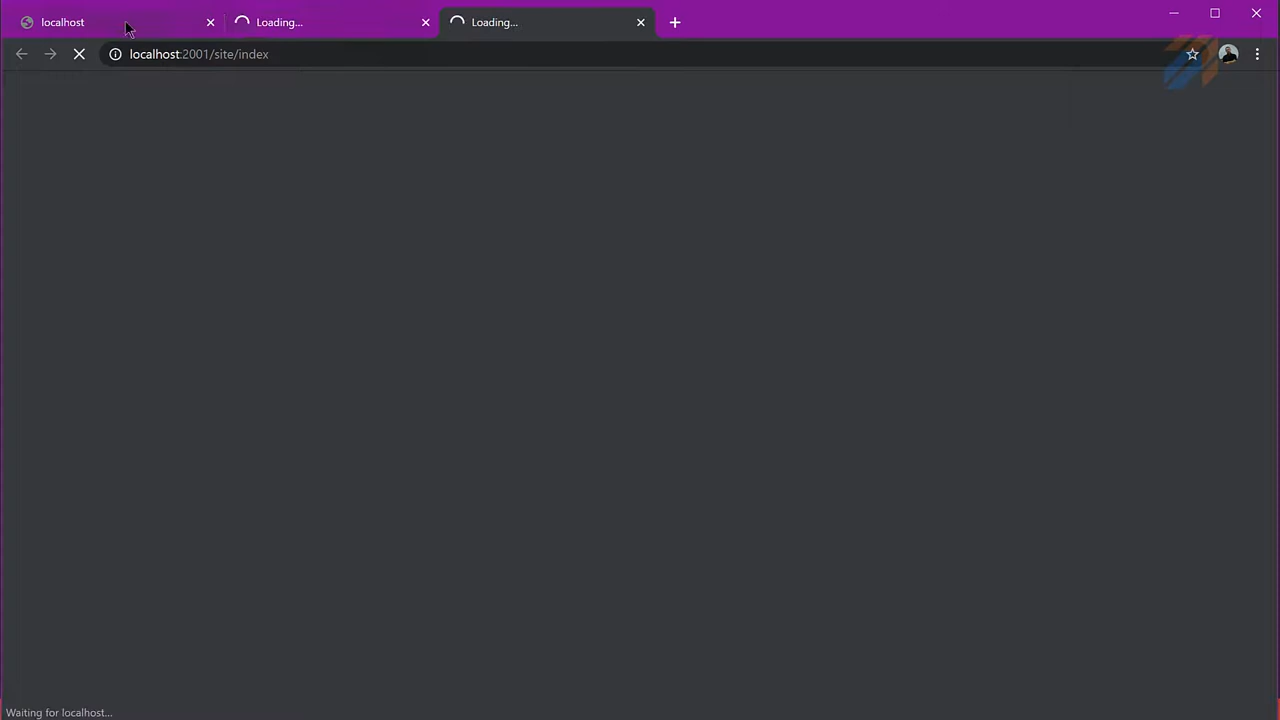 localhost
Loading...
Loading...
localhost:2001/site/index
Waiting for localhost...